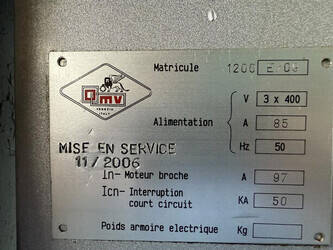 Matricule 1200
CMV
V 3 x 400
Alimentation A 85
Hz 50
MISE EN SERVICE
11/2006
In- Moteur broche A 97
Icn- Interruption
court circuit KA 50
Poids armoire electrique Kg